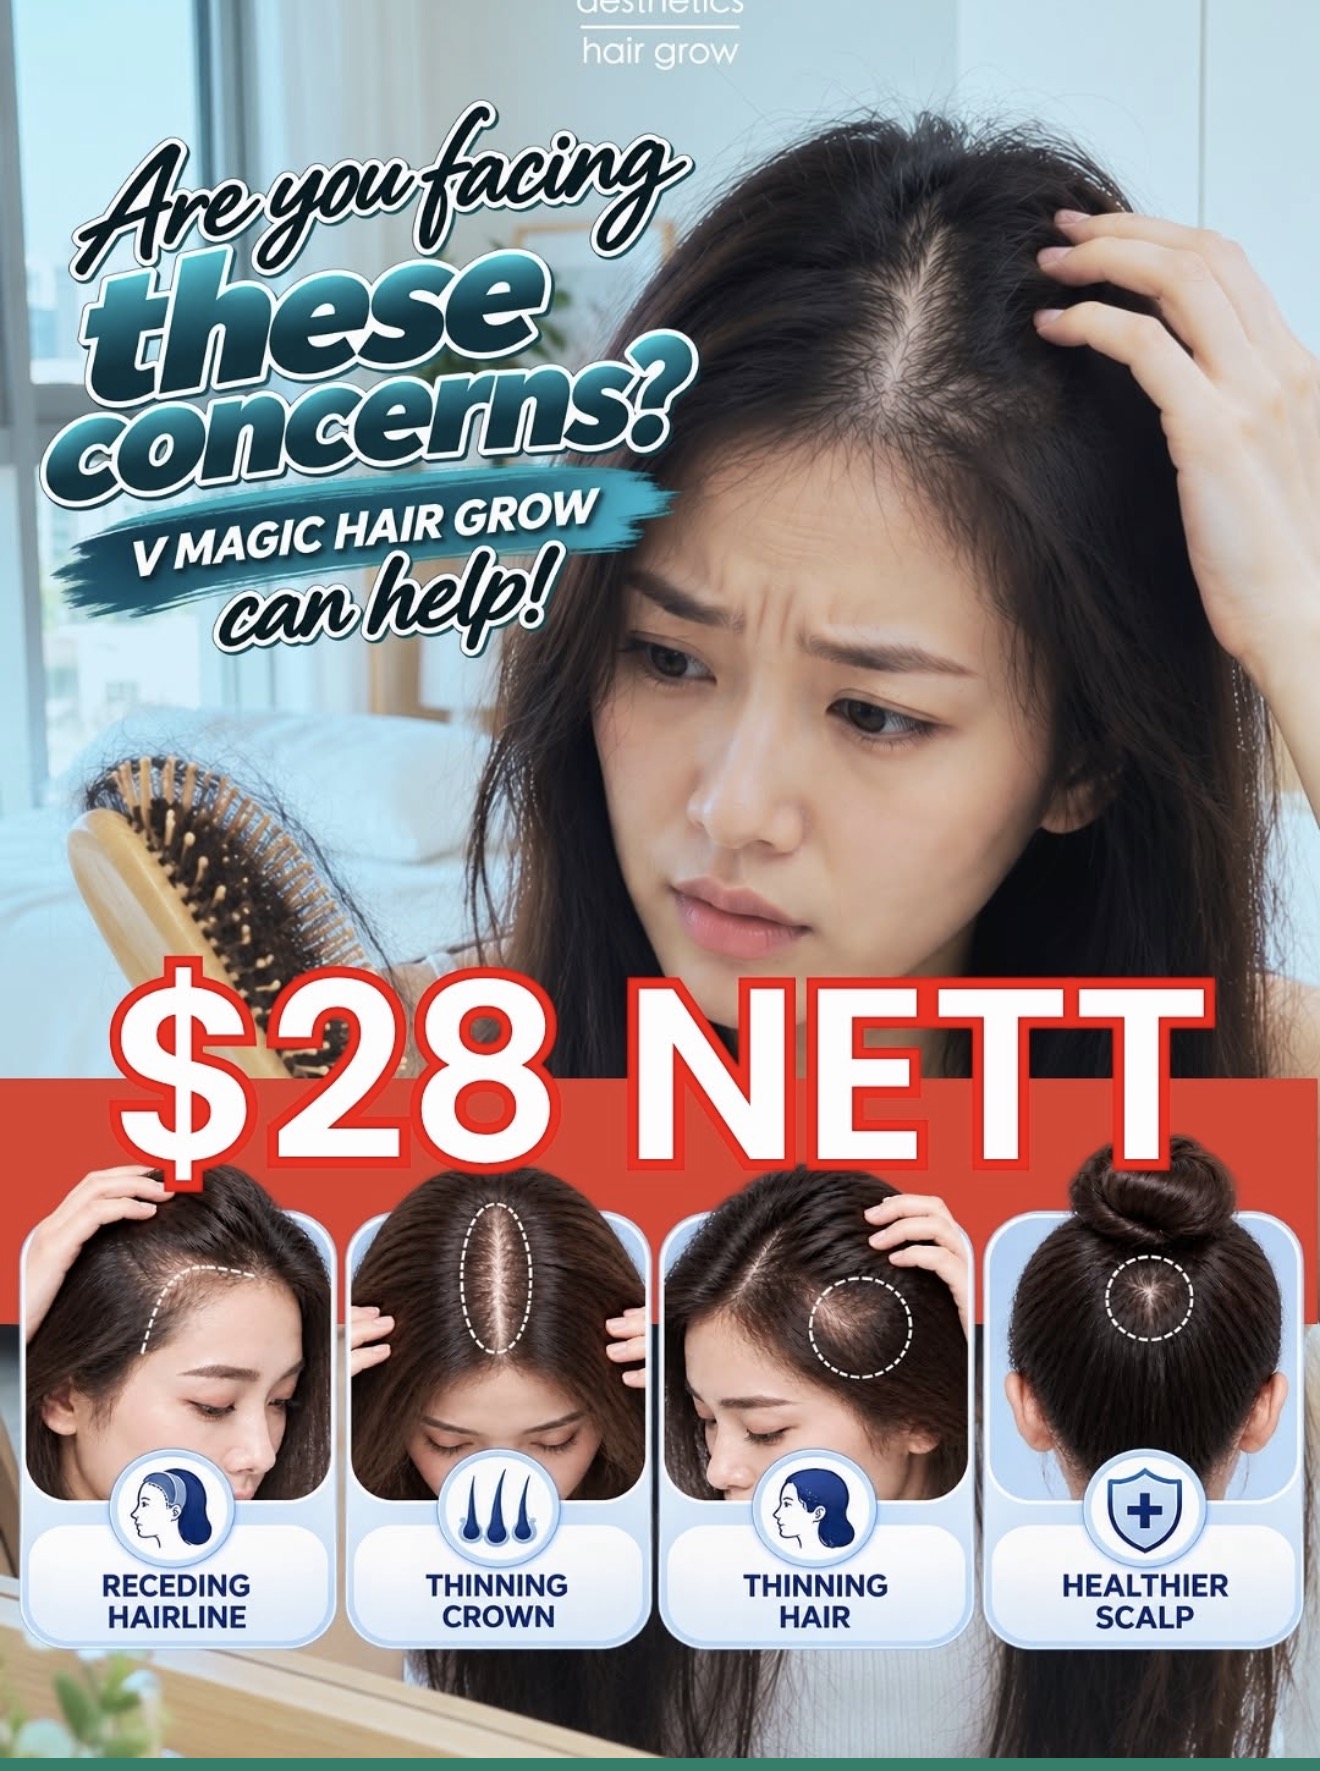 aesthetics
hair grow
Are you facing
these
concerns?
V MAGIC HAIR GROW
can help!
$28 NETT
RECEDING
HAIRLINE
THINNING
CROWN
THINNING
HAIR
HEALTHIER
SCALP